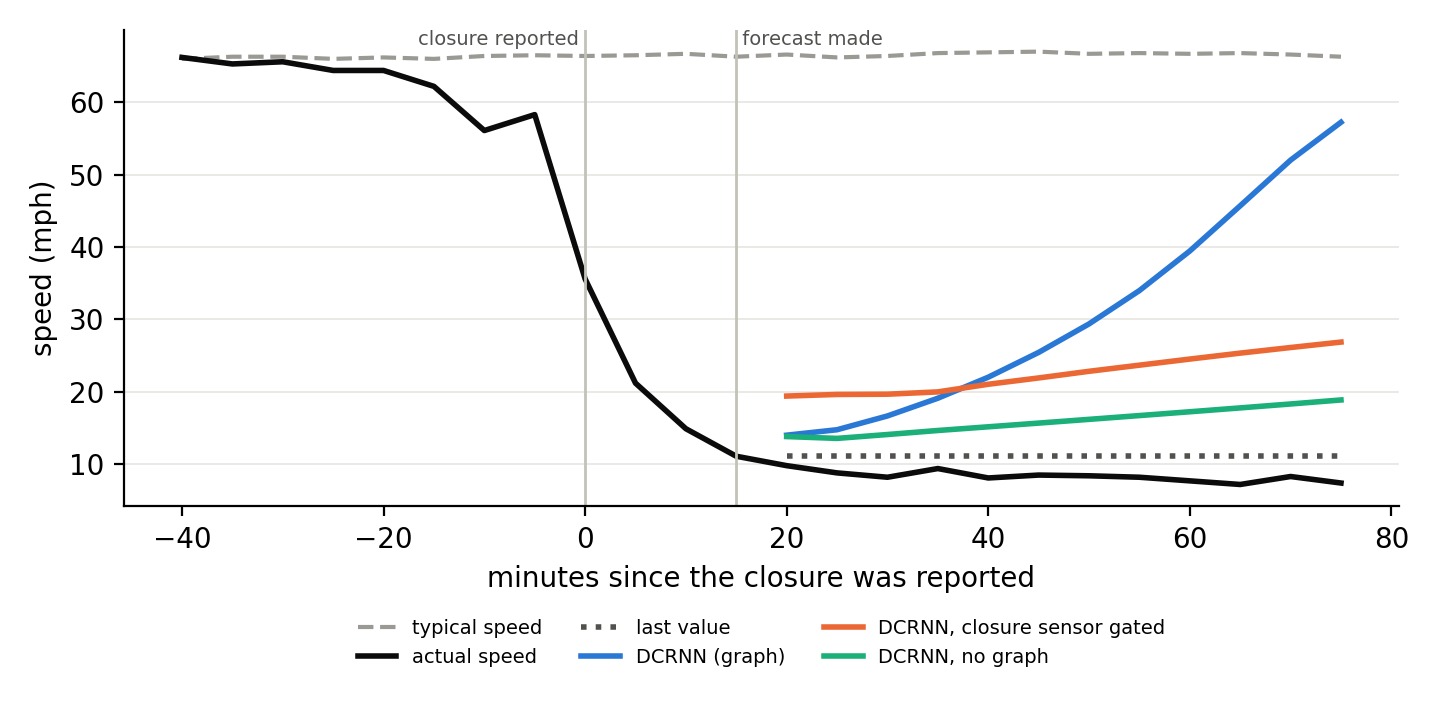 closure reported
forecast made
speed (mph)
60
50
40
30
20
10
−40
−20
0
20
40
60
80
minutes since the closure was reported
typical speed
actual speed
last value
DCRNN (graph)
DCRNN, closure sensor gated
DCRNN, no graph